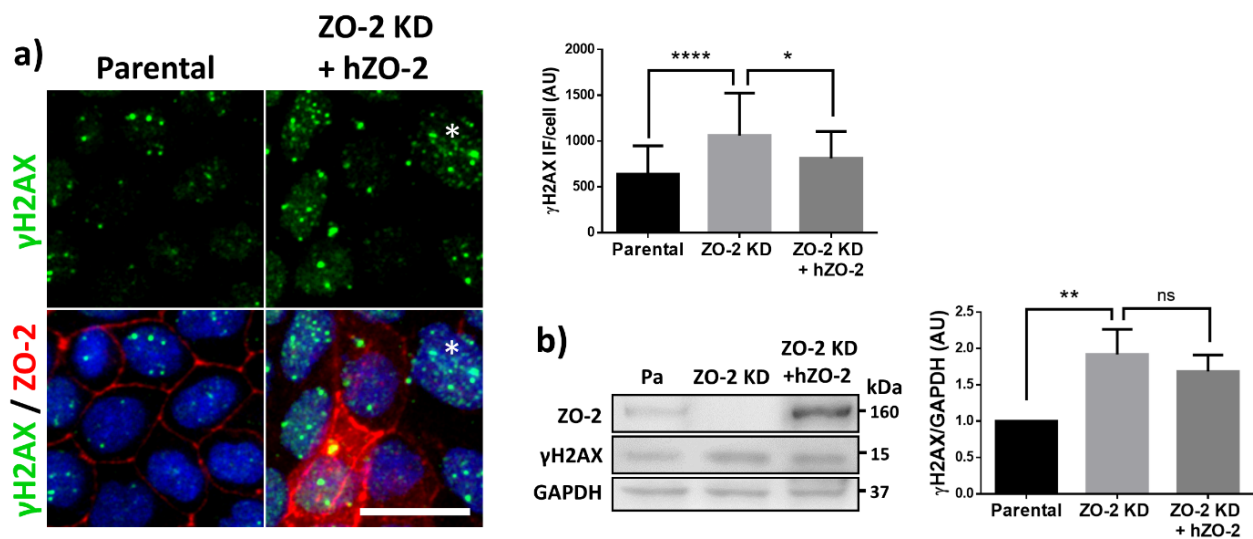 a)
Parental
ZO-2 KD
+ hZO-2
γH2AX
γH2AX / ZO-2
*
*
γH2AX IF/cell (AU)
2000
1500
1000
500
0
****
*
Parental
ZO-2 KD
ZO-2 KD
+ hZO-2
b)
Pa
ZO-2 KD
ZO-2 KD
+hZO-2
kDa
ZO-2
160
γH2AX
15
GAPDH
37
γH2AX/GAPDH (AU)
2.5
2.0
1.5
1.0
0.5
0.0
**
ns
Parental
ZO-2 KD
ZO-2 KD
+ hZO-2